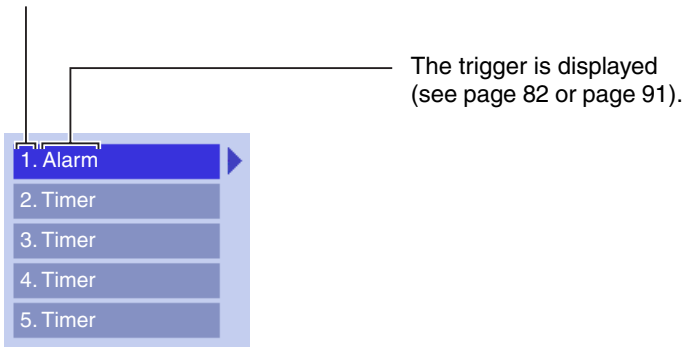 The trigger is displayed
(see page 82 or page 91).
1. Alarm
2. Timer
3. Timer
4. Timer
5. Timer